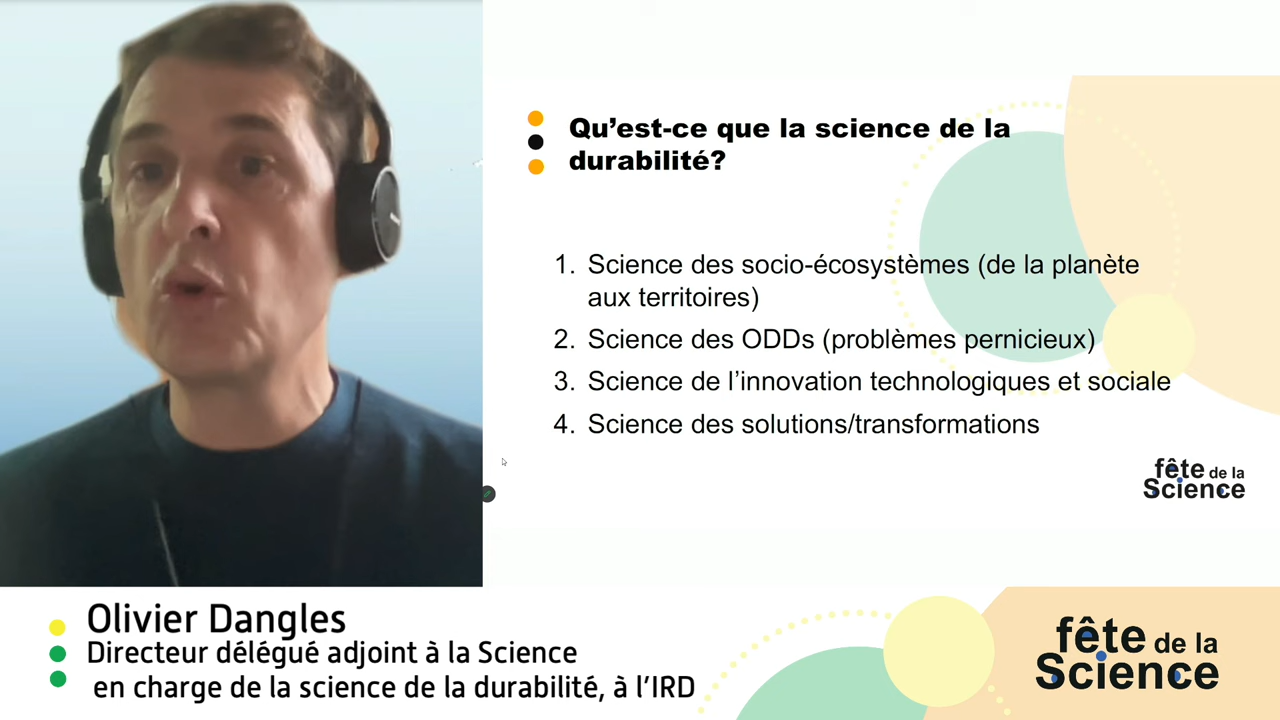 Qu’est-ce que la science de la
durabilité?
1. Science des socio-écosystèmes (de la planète
aux territoires)
2. Science des ODDs (problèmes pernicieux)
3. Science de l’innovation technologiques et sociale
4. Science des solutions/transformations
fête de la
Science
Olivier Dangles
Directeur délégué adjoint à la Science
en charge de la science de la durabilité, à l’IRD
fête de la
Science